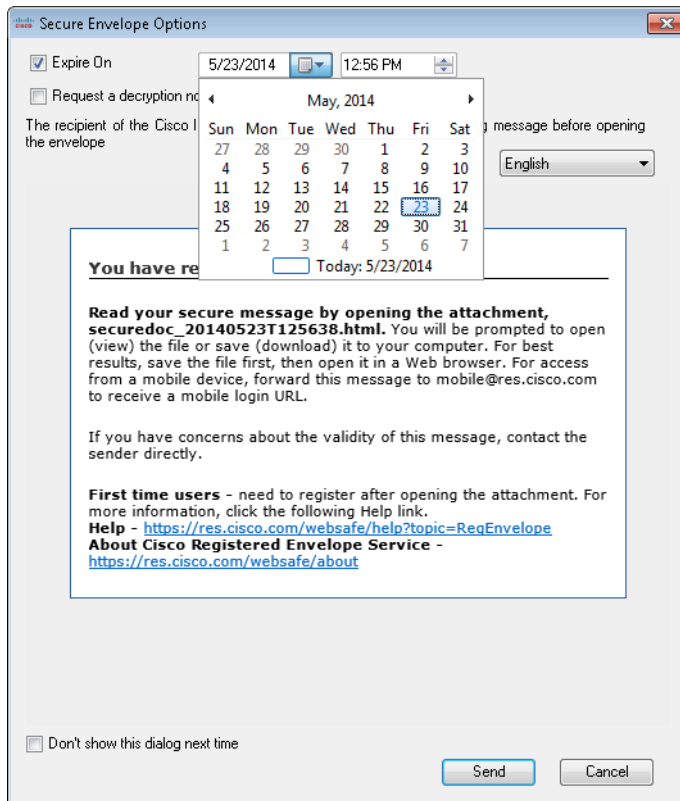 cisco Secure Envelope Options
Expire On 5/23/2014 12:56 PM
Request a decryption
The recipient of the Cisco message before opening
the envelope
English
May, 2014
Sun Mon Tue Wed Thu Fri Sat
27 28 29 30 1 2 3
4 5 6 7 8 9 10
11 12 13 14 15 16 17
18 19 20 21 22 23 24
25 26 27 28 29 30 31
1 2 3 4 5 6 7
Today: 5/23/2014
You have
Read your secure message by opening the attachment,
securedoc_20140523T125638.html. You will be prompted to open
(view) the file or save (download) it to your computer. For best
results, save the file first, then open it in a Web browser. For access
from a mobile device, forward this message to mobile@res.cisco.com
to receive a mobile login URL.
If you have concerns about the validity of this message, contact the
sender directly.
First time users - need to register after opening the attachment. For
more information, click the following Help link.
Help - https://res.cisco.com/websafe/help?topic=RegEnvelope
About Cisco Registered Envelope Service -
https://res.cisco.com/websafe/about
Don't show this dialog next time
Send Cancel